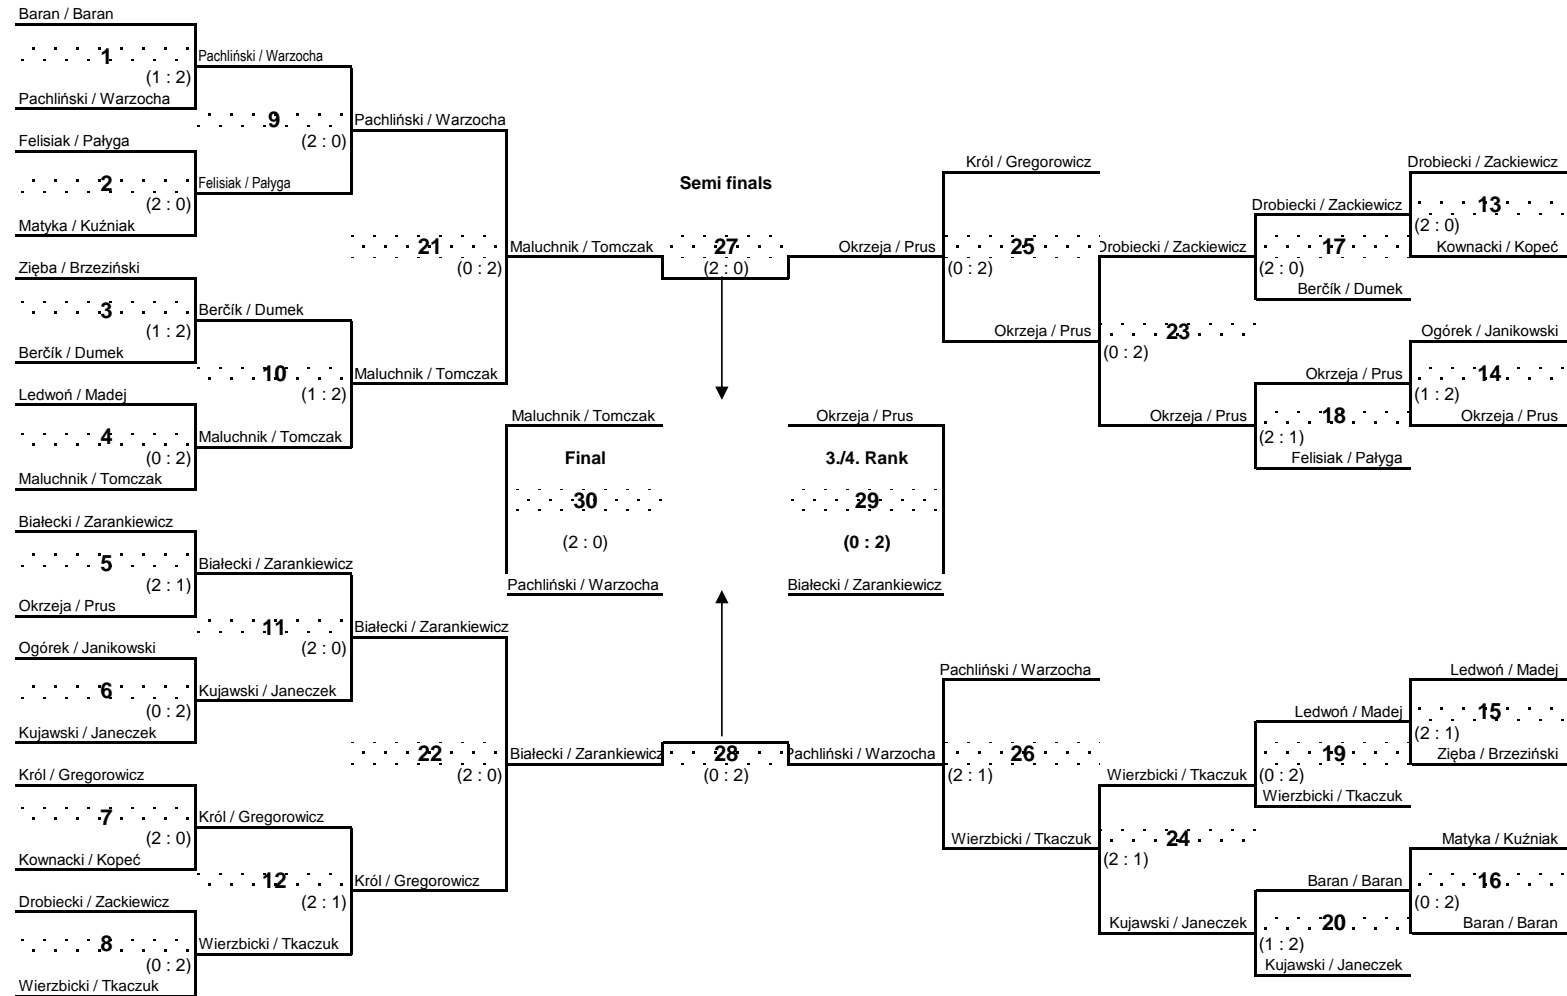 Baran / Baran
1
(1 : 2)
Pachliński / Warzocha
Pachliński / Warzocha
9
(2 : 0)
Pachliński / Warzocha
Felisiak / Pałyga
2
(2 : 0)
Matyka / Kuźniak
Felisiak / Pałyga
21
(0 : 2)
Maluchnik / Tomczak
Zięba / Brzeziński
3
(1 : 2)
Berčík / Dumek
Berčík / Dumek
10
(1 : 2)
Maluchnik / Tomczak
Ledwoń / Madej
4
(0 : 2)
Maluchnik / Tomczak
Maluchnik / Tomczak
Białecki / Zarankiewicz
5
(2 : 1)
Okrzeja / Prus
Białecki / Zarankiewicz
11
(2 : 0)
Białecki / Zarankiewicz
Ogórek / Janikowski
6
(0 : 2)
Kujawski / Janeczek
Kujawski / Janeczek
22
(2 : 0)
Białecki / Zarankiewicz
Król / Gregorowicz
7
(2 : 0)
Kownacki / Kopeć
Król / Gregorowicz
12
(2 : 1)
Król / Gregorowicz
Drobiecki / Zackiewicz
8
(0 : 2)
Wierzbicki / Tkaczuk
Wierzbicki / Tkaczuk
Semi finals
27
(2 : 0)
Okrzeja / Prus
Maluchnik / Tomczak
Final
30
(2 : 0)
Pachliński / Warzocha
Okrzeja / Prus
3./4. Rank
29
(0 : 2)
Białecki / Zarankiewicz
28
(0 : 2)
Pachliński / Warzocha
Król / Gregorowicz
25
(0 : 2)
Okrzeja / Prus
Drobiecki / Zackiewicz
23
(0 : 2)
Okrzeja / Prus
Drobiecki / Zackiewicz
17
(2 : 0)
Berčík / Dumek
Drobiecki / Zackiewicz
13
(2 : 0)
Kownacki / Kopeć
Okrzeja / Prus
18
(2 : 1)
Felisiak / Pałyga
Ogórek / Janikowski
14
(1 : 2)
Okrzeja / Prus
Pachliński / Warzocha
26
(2 : 1)
Wierzbicki / Tkaczuk
Wierzbicki / Tkaczuk
24
(2 : 1)
Kujawski / Janeczek
Ledwoń / Madej
19
(0 : 2)
Wierzbicki / Tkaczuk
Ledwoń / Madej
15
(2 : 1)
Zięba / Brzeziński
Baran / Baran
20
(1 : 2)
Kujawski / Janeczek
Matyka / Kuźniak
16
(0 : 2)
Baran / Baran